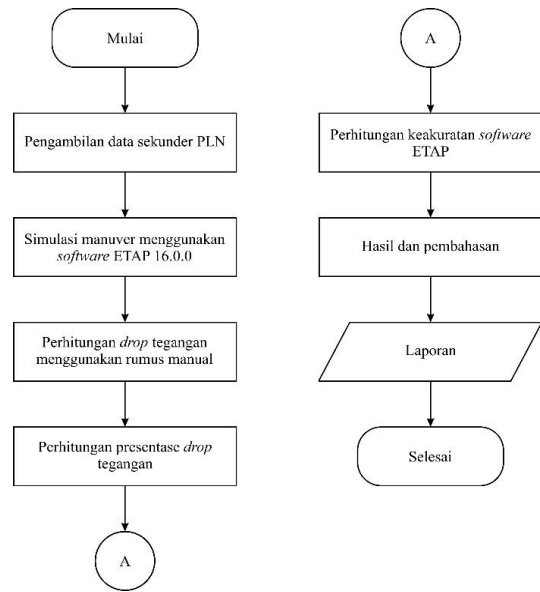 Mulai
Pengambilan data sekunder PLN
Simulasi manuver menggunakan
software ETAP 16.0.0
Perhitungan drop tegangan
menggunakan rumus manual
Perhitungan presentase drop
tegangan
A
A
Perhitungan keakuratan software
ETAP
Hasil dan pembahasan
Laporan
Selesai